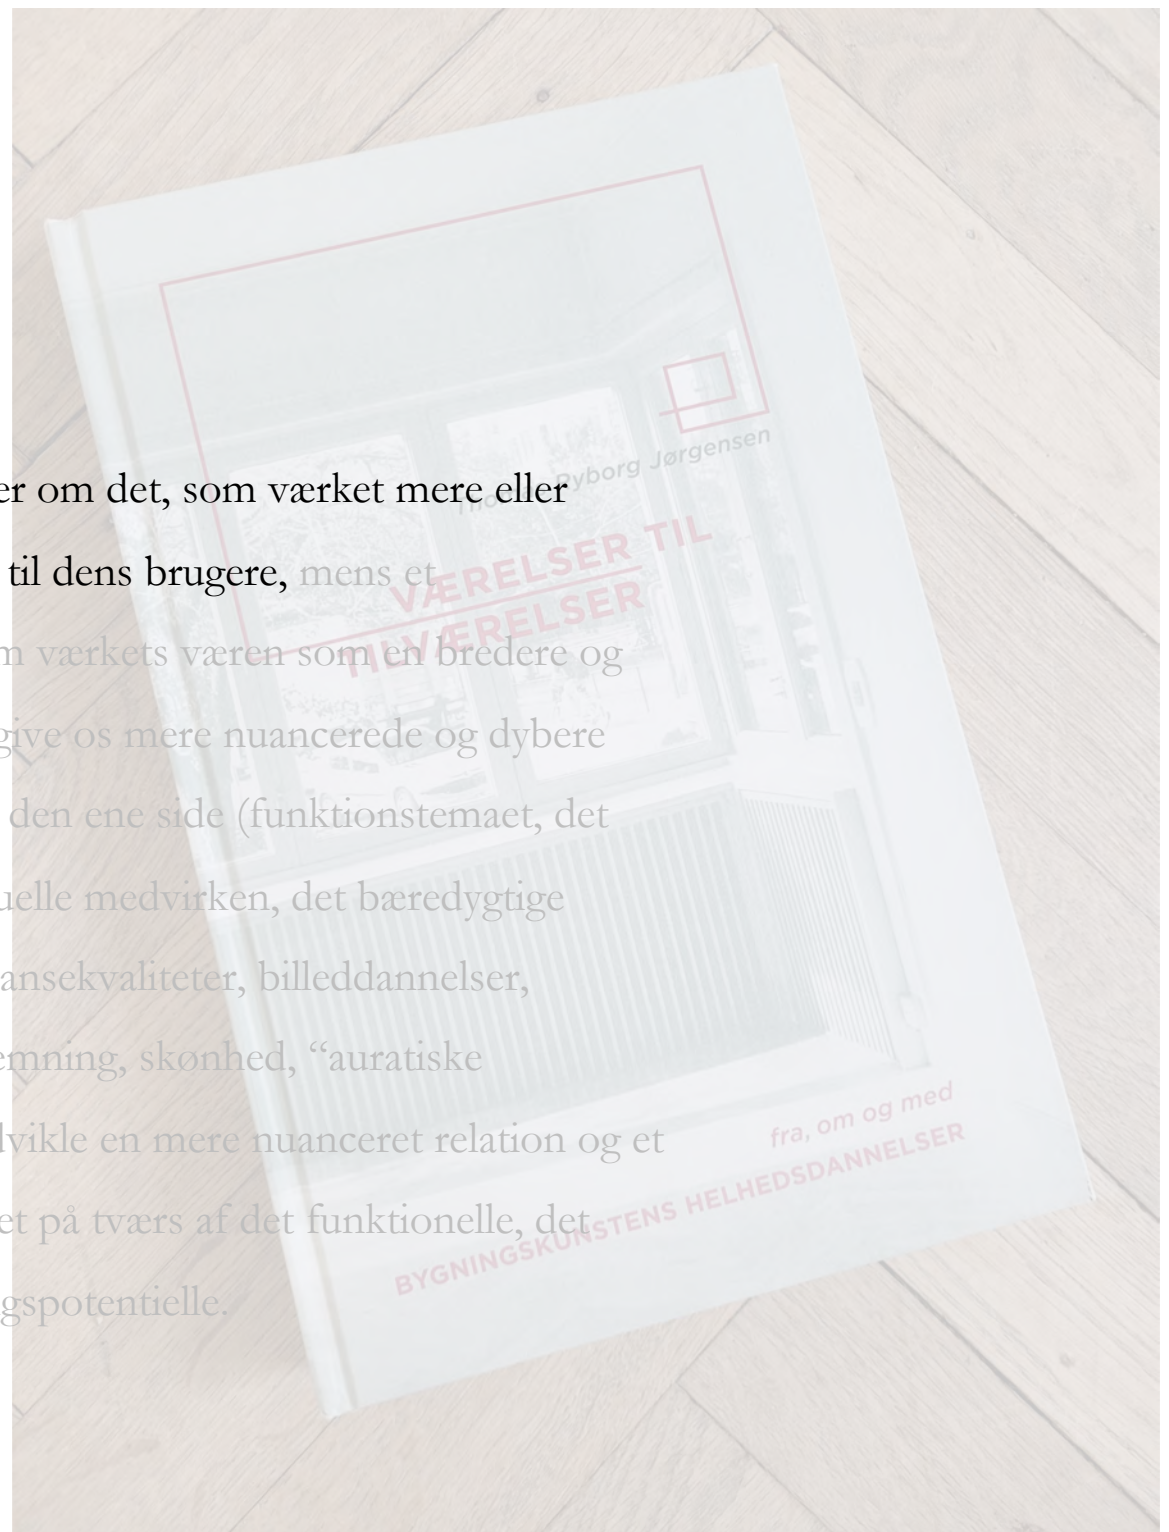 Thomas Ryborg Jørgensen
VÆRELSER TIL
TILVÆRELSER
er om det, som værket mere eller
til dens brugere, mens et
m værkets væren som en bredere og
give os mere nuancerede og dybere
den ene side (funktionstemaet, det
uelle medvirken, det bæredygtige
ansekvaliteter, billeddannelser,
emning, skønhed, “auratiske
vikle en mere nuanceret relation og et
et på tværs af det funktionelle, det
gspotentielle.
fra, om og med
BYGNINGSKUNSTENS HELHEDSDANNELSER